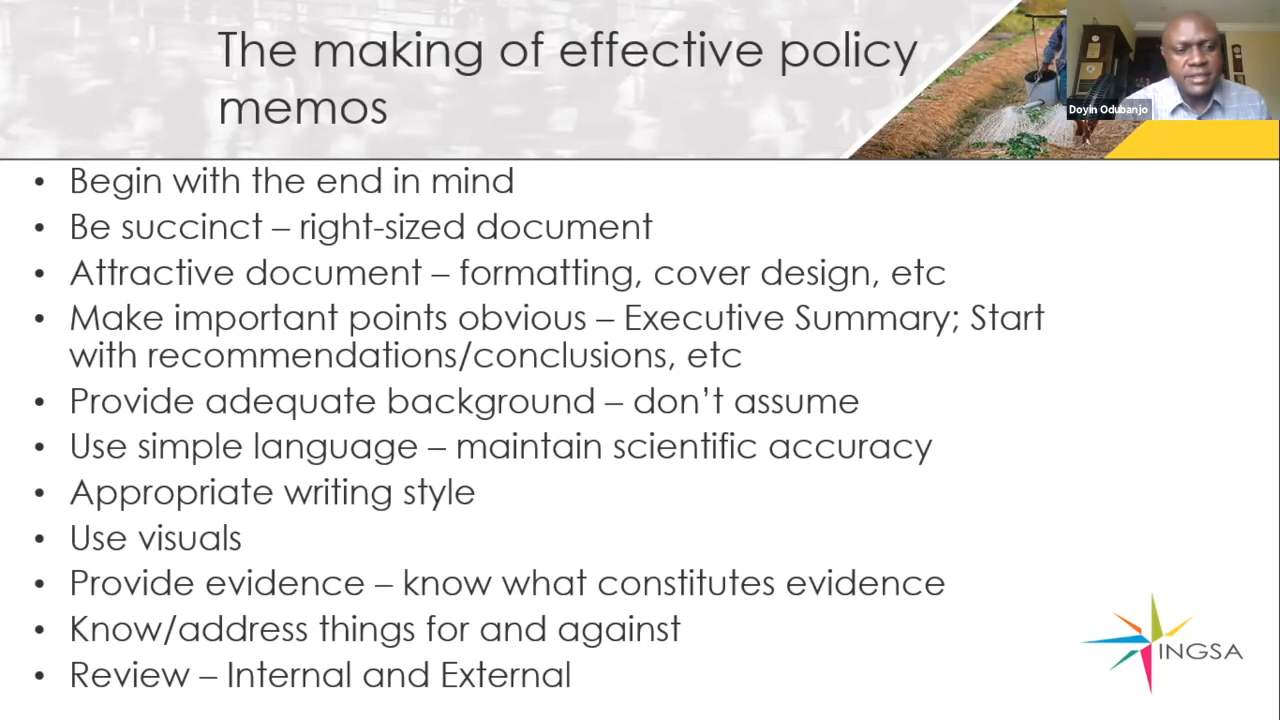 The making of effective policy
memos
Doyin Odubanjo
• Begin with the end in mind
• Be succinct – right-sized document
• Attractive document – formatting, cover design, etc
• Make important points obvious – Executive Summary; Start
with recommendations/conclusions, etc
• Provide adequate background – don’t assume
• Use simple language – maintain scientific accuracy
• Appropriate writing style
• Use visuals
• Provide evidence – know what constitutes evidence
• Know/address things for and against
• Review – Internal and External
INGSA